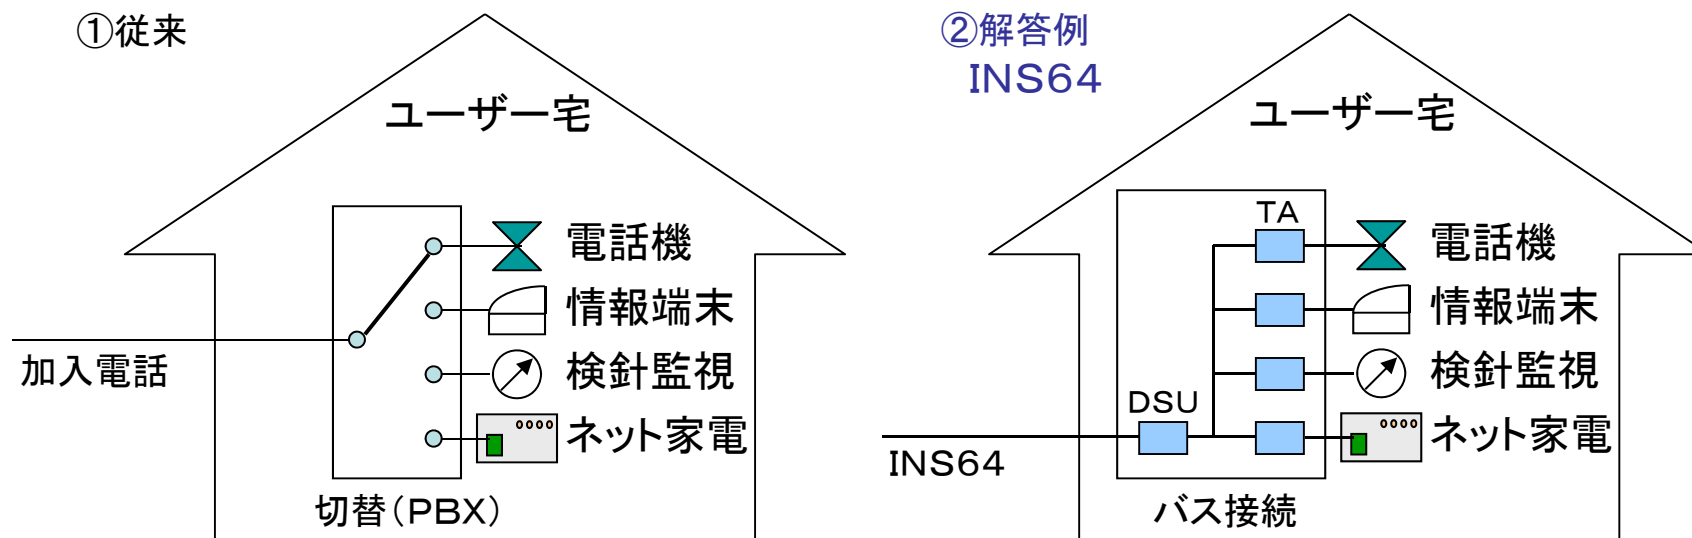 ①従来
ユーザー宅
電話機
情報端末
加入電話
検針監視
ネット家電
切替(PBX)
②解答例
INS64
ユーザー宅
TA
電話機
情報端末
検針監視
DSU
ネット家電
INS64
バス接続